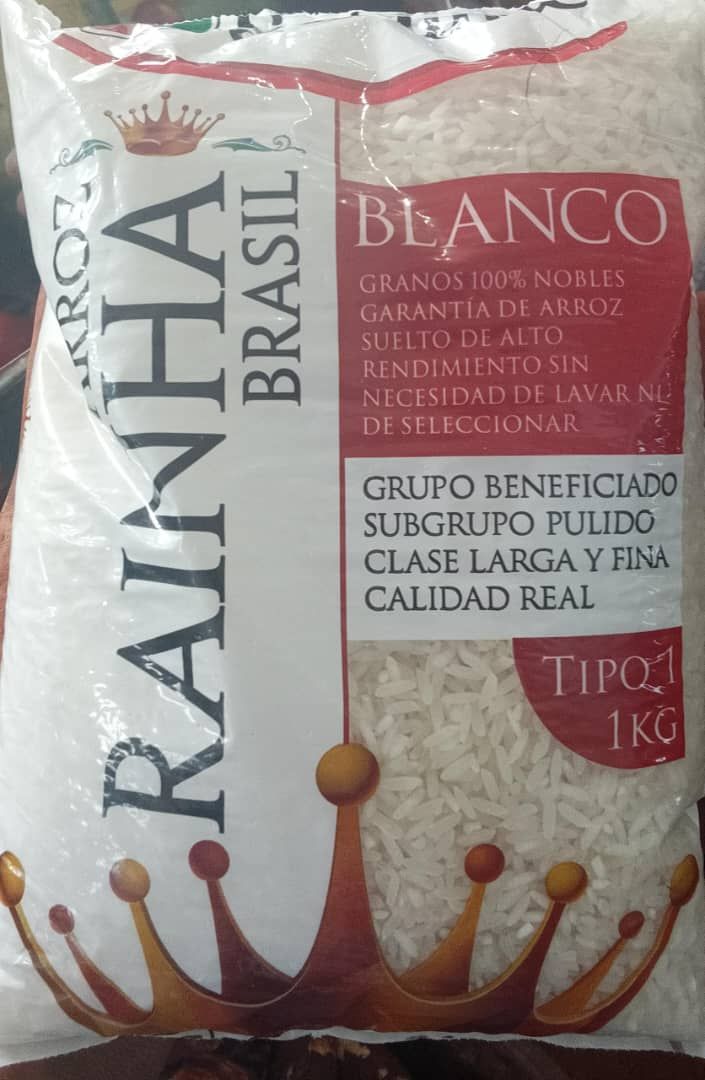 ARROZ
RAINHA
BRASIL
BLANCO
GRANOS 100% NOBLES
GARANTÍA DE ARROZ
SUELTO DE ALTO
RENDIMIENTO SIN
NECESIDAD DE LAVAR NI
DE SELECCIONAR
GRUPO BENEFICIADO
SUBGRUPO PULIDO
CLASE LARGA Y FINA
CALIDAD REAL
TIPO 1
1KG